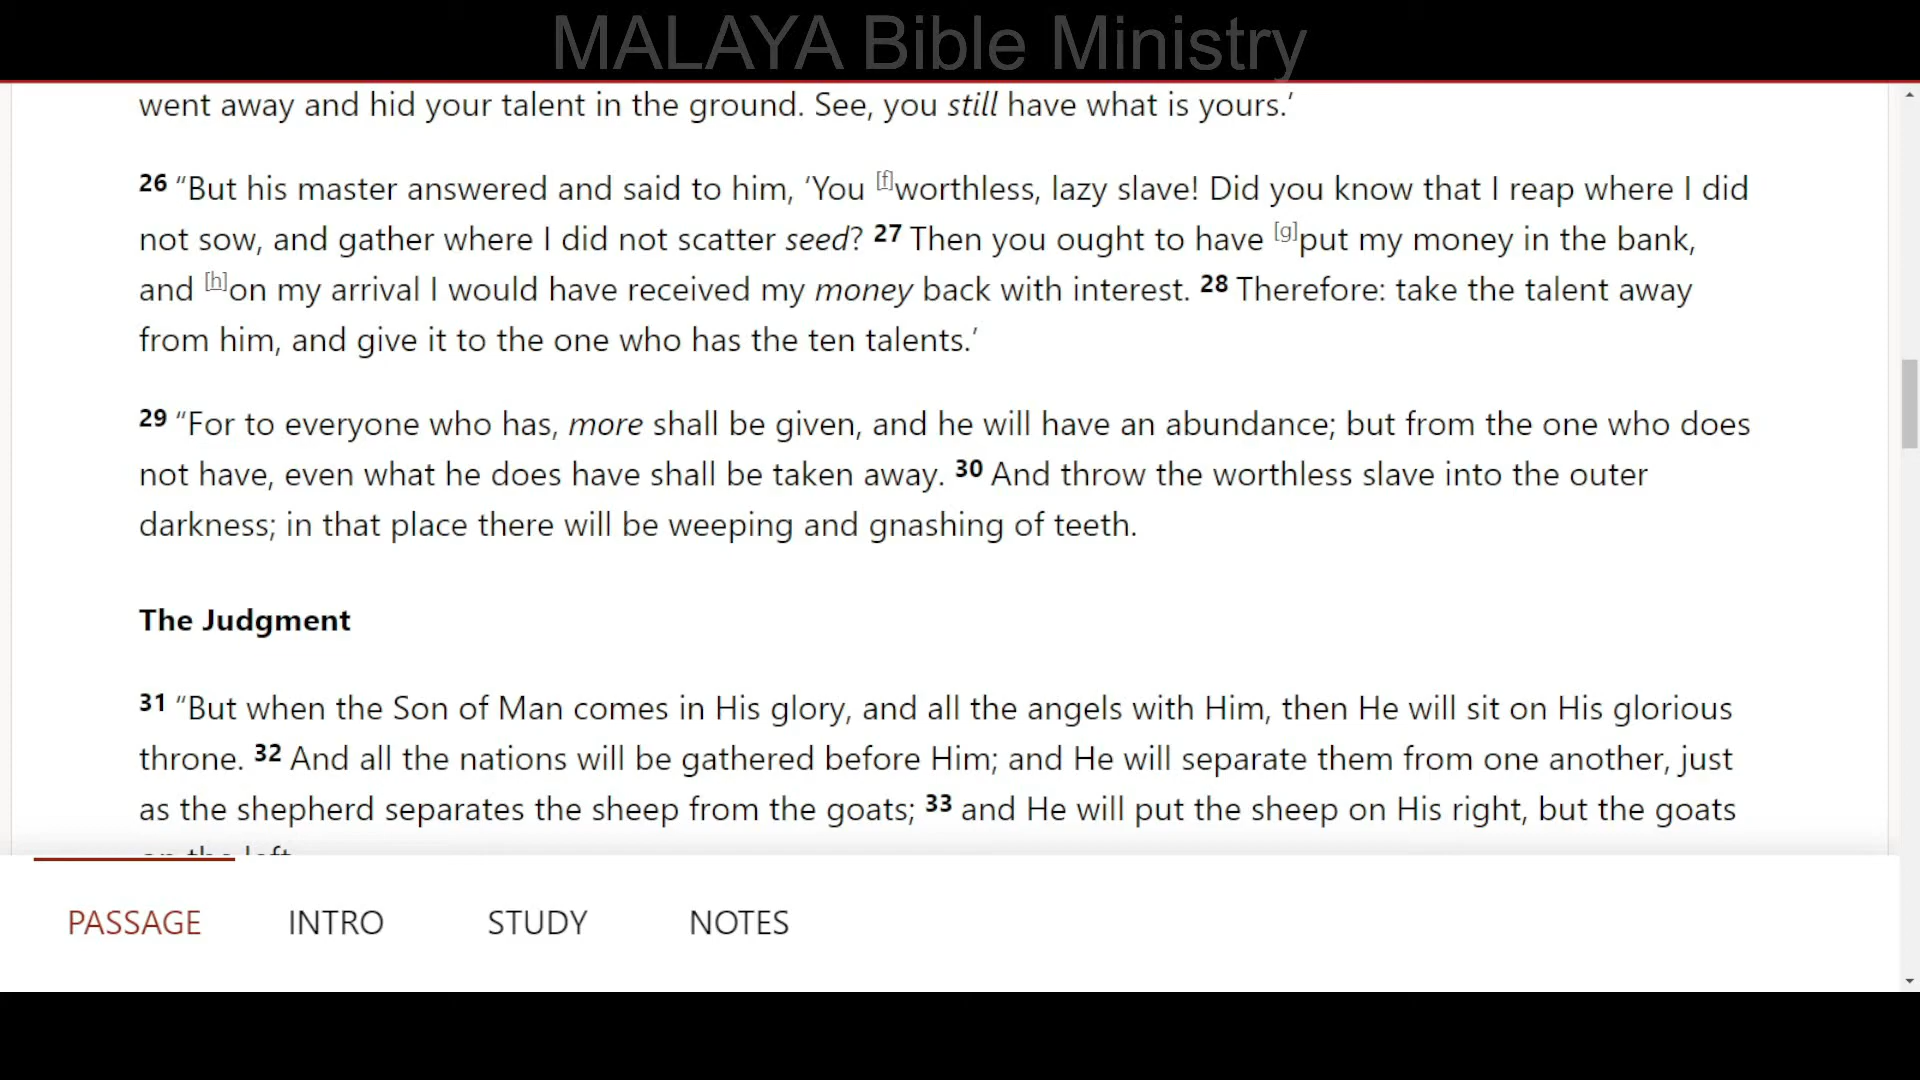 MALAYA Bible Ministry
went away and hid your talent in the ground. See, you still have what is yours.’
26 “But his master answered and said to him, ‘You [f]worthless, lazy slave! Did you know that I reap where I did
not sow, and gather where I did not scatter seed? 27 Then you ought to have [g]put my money in the bank,
and [h]on my arrival I would have received my money back with interest. 28 Therefore: take the talent away
from him, and give it to the one who has the ten talents.’
29 “For to everyone who has, more shall be given, and he will have an abundance; but from the one who does
not have, even what he does have shall be taken away. 30 And throw the worthless slave into the outer
darkness; in that place there will be weeping and gnashing of teeth.
The Judgment
31 “But when the Son of Man comes in His glory, and all the angels with Him, then He will sit on His glorious
throne. 32 And all the nations will be gathered before Him; and He will separate them from one another, just
as the shepherd separates the sheep from the goats; 33 and He will put the sheep on His right, but the goats
on the left.
PASSAGE INTRO STUDY NOTES